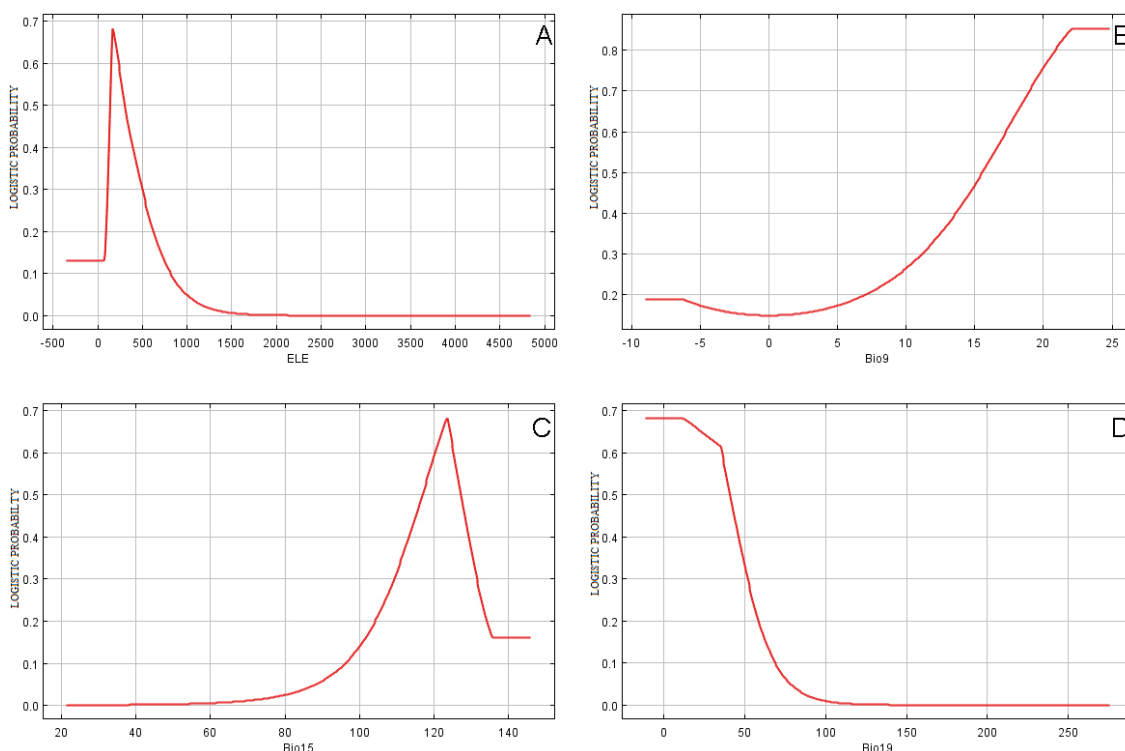 A
LOGISTIC PROBABILITY
0.7
0.6
0.5
0.4
0.3
0.2
0.1
0.0
-500 0 500 1000 1500 2000 2500 3000 3500 4000 4500 5000
ELE
B
LOGISTIC PROBABILITY
0.8
0.7
0.6
0.5
0.4
0.3
0.2
-10 -5 0 5 10 15 20 25
Bio9
C
LOGISTIC PROBABILTY
0.7
0.6
0.5
0.4
0.3
0.2
0.1
0.0
20 40 60 80 100 120 140
Bio15
D
LOGISTIC PROBABILITY
0.7
0.6
0.5
0.4
0.3
0.2
0.1
0.0
0 50 100 150 200 250
Bio19